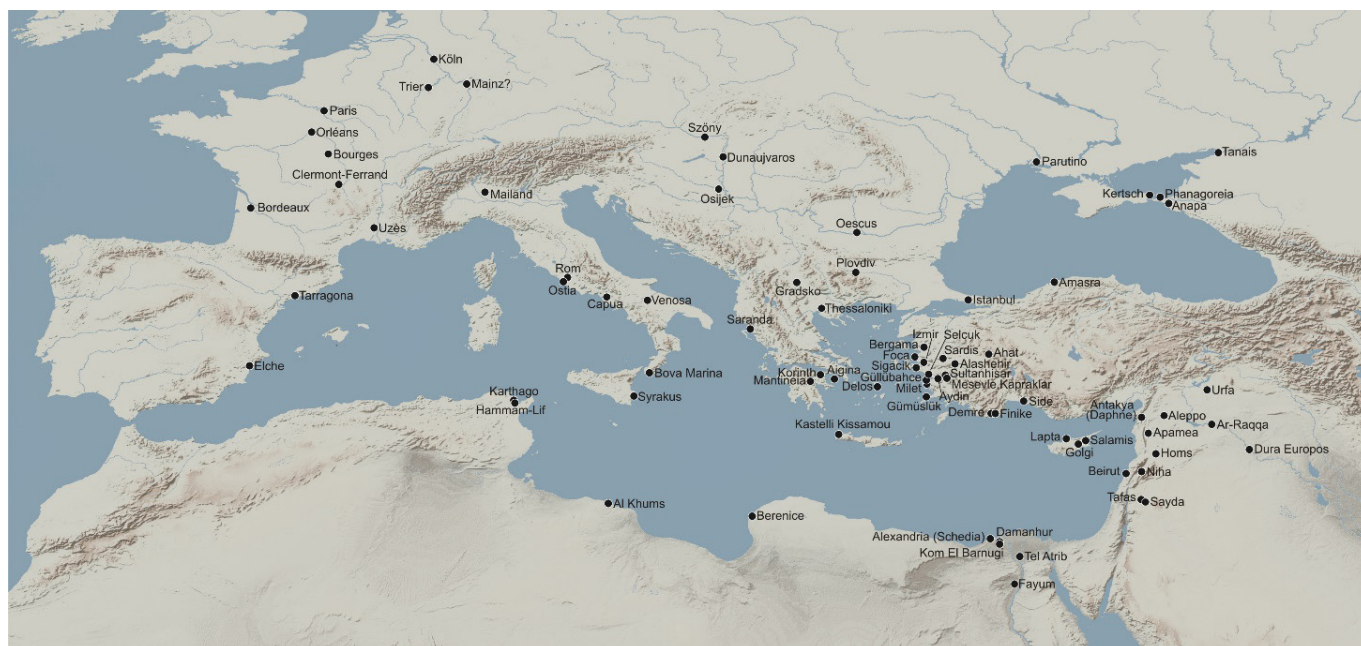 Köln
Trier
Mainz?
Paris
Orléans
Bourges
Clermont-Ferrand
Bordeaux
Uzès
Mailand
Szöny
Dunaujvaros
Osijek
Parutino
Tanais
Kertsch
Phanagoreia
Anapa
Oescus
Plovdiv
Gradsko
Thessaloniki
Istanbul
Amasra
Rom
Ostia
Capua
Venosa
Tarragona
Elche
Saranda
Izmir
Selcuk
Bergama
Foca
Sigacik
Sardis
Ahat
Alashehir
Sultanhisar
Mesevle Kapraklar
Güllubahce
Milet
Aydin
Gümüslük
Korinth
Aigina
Mantineia
Delos
Bova Marina
Syrakus
Karthago
Hammam-Lif
Kastelli Kissamou
Demre
Finike
Side
Urfa
Antakya
(Daphne)
Aleppo
Ar-Raqqa
Apamea
Dura Europos
Homs
Lapta
Salamis
Golgi
Beirut
Niha
Tafas
Sayda
Al Khums
Berenice
Alexandria (Schedia)
Damanhur
Kom El Barnugi
Tel Atrib
Fayum